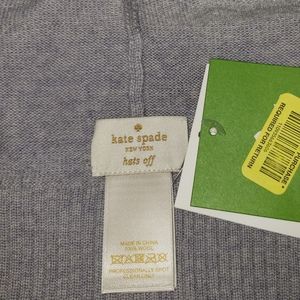 kate spade
NEW YORK
hats off
MADE IN CHINA
100% WOOL
PROFESSIONALLY SPOT
CLEAN ONLY
REQUIRED FOR RETURN